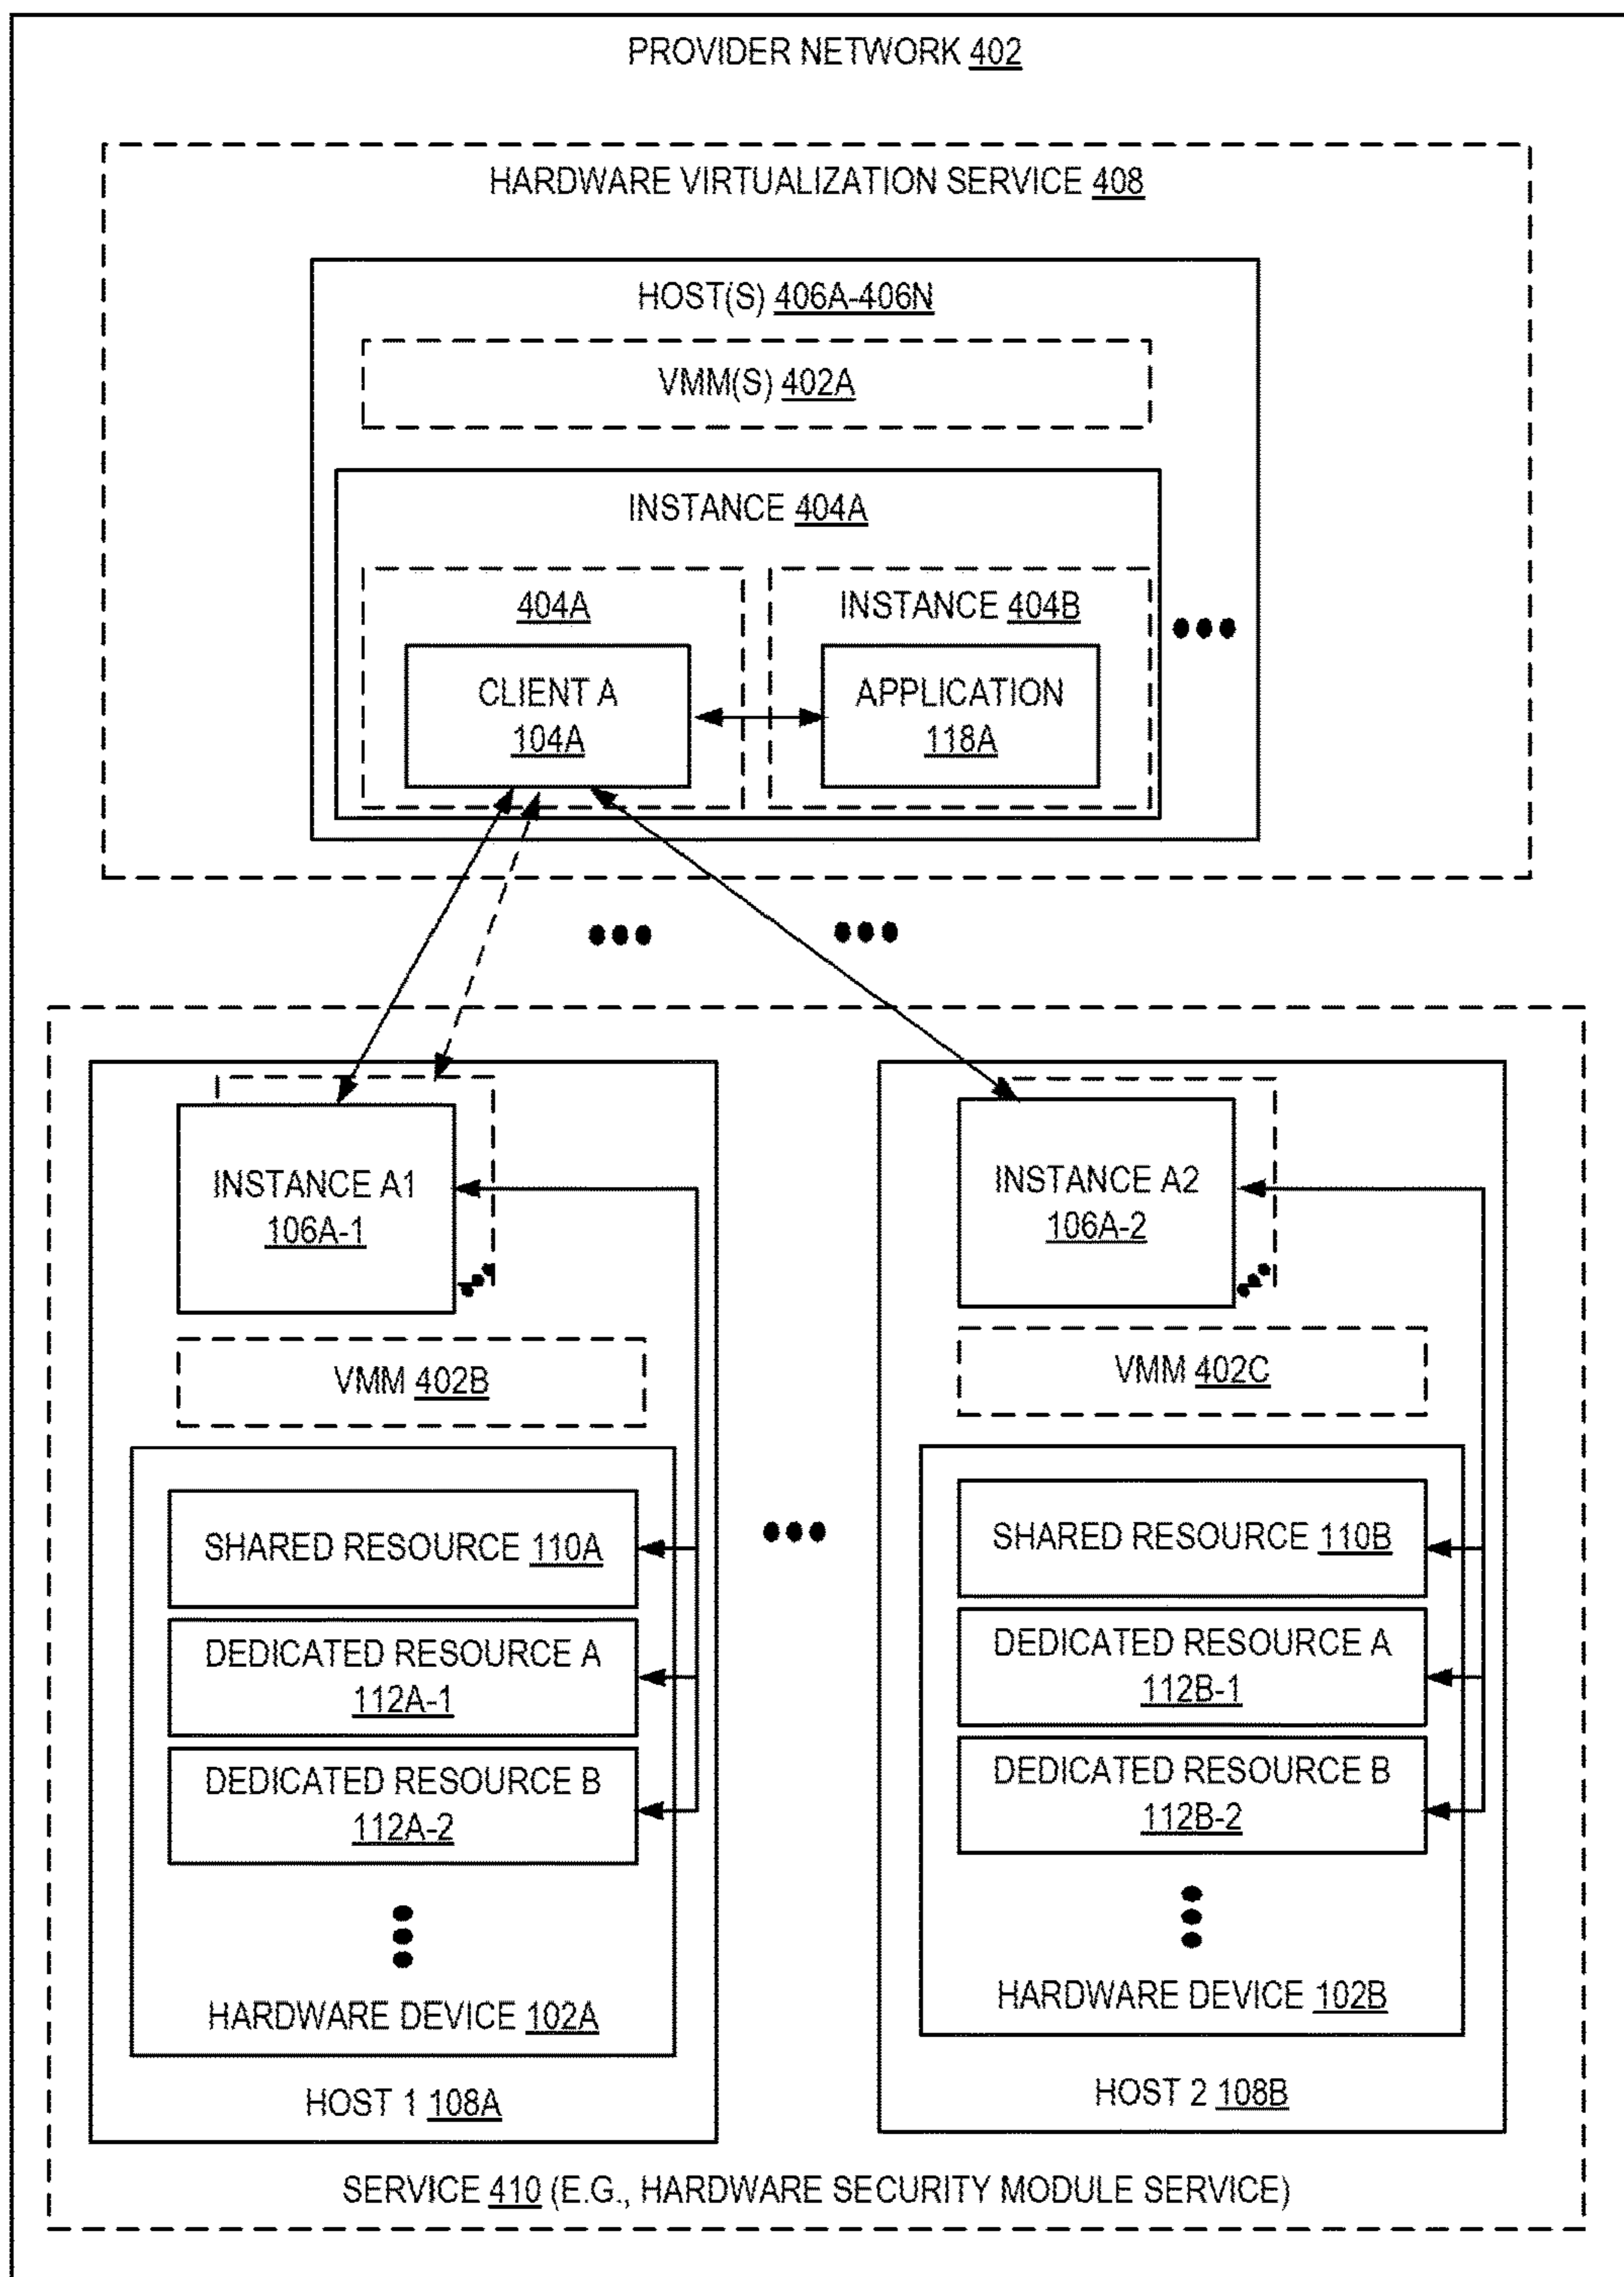 PROVIDER NETWORK 402
HARDWARE VIRTUALIZATION SERVICE 408
HOST(S) 406A-406N
VMM(S) 402A
INSTANCE 404A
404A
INSTANCE 404B
CLIENT A
104A
APPLICATION
118A
INSTANCE A1
106A-1
VMM 402B
SHARED RESOURCE 110A
DEDICATED RESOURCE A
112A-1
DEDICATED RESOURCE B
112A-2
HARDWARE DEVICE 102A
HOST 1 108A
INSTANCE A2
106A-2
VMM 402C
SHARED RESOURCE 110B
DEDICATED RESOURCE A
112B-1
DEDICATED RESOURCE B
112B-2
HARDWARE DEVICE 102B
HOST 2 108B
SERVICE 410 (E.G., HARDWARE SECURITY MODULE SERVICE)